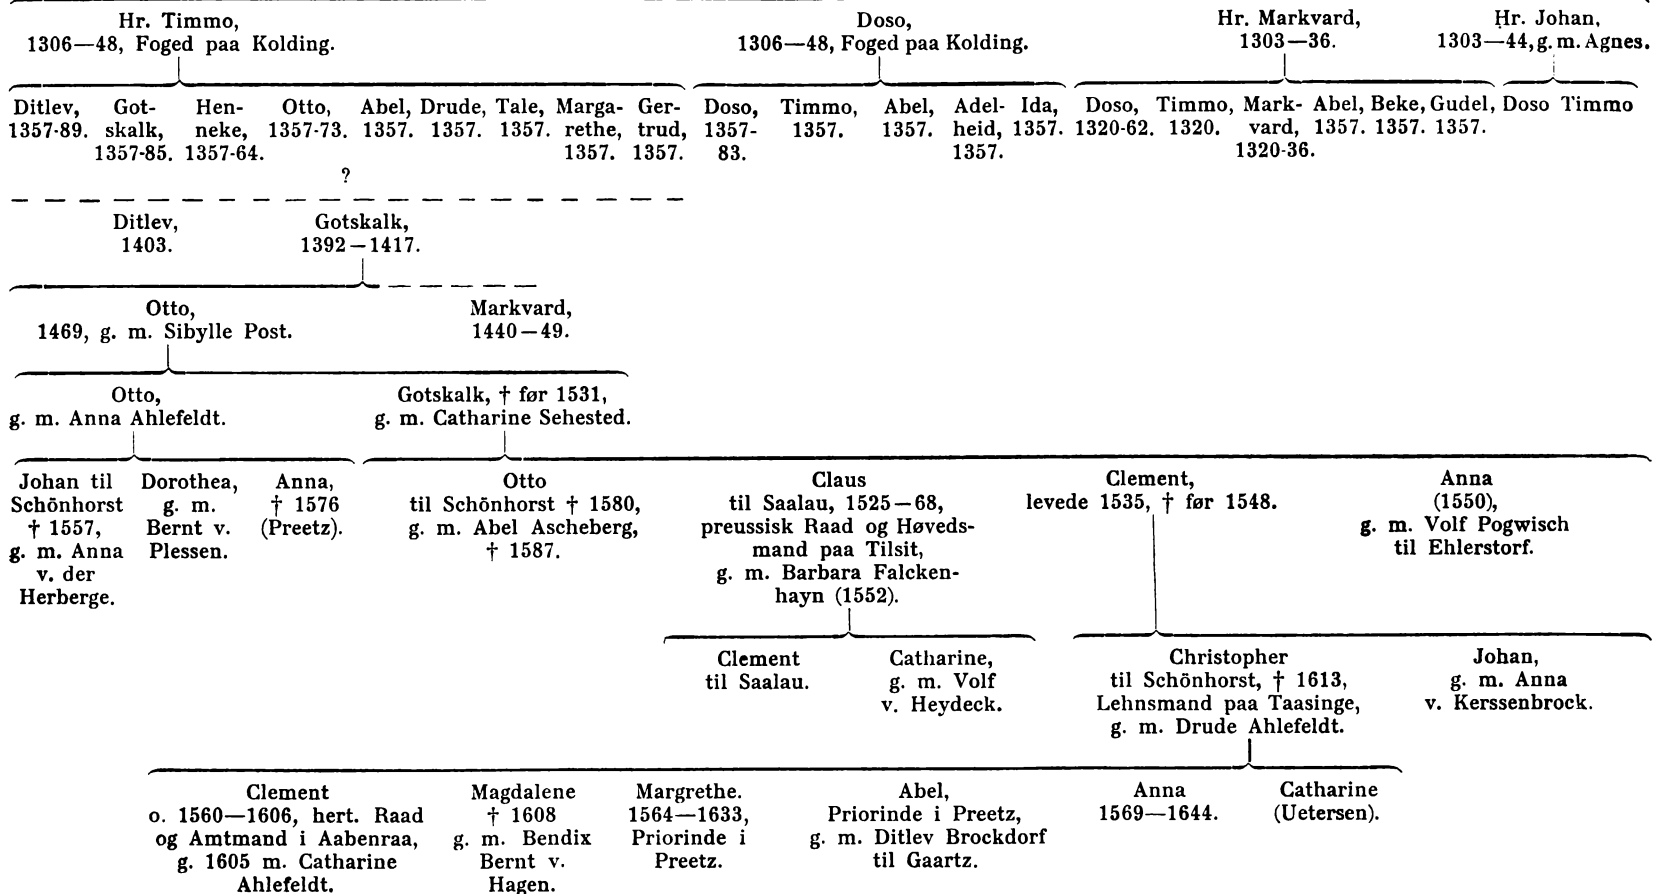 Hr. Timmo,
1306—48, Foged paa Kolding.
Doso,
1306—48, Foged paa Kolding.
Hr. Markvard,
1303—36.
Hr. Johan,
1303—44, g. m. Agnes.
Ditlev,
1357-89.
Got-
skalk,
1357-85.
Hen-
neke,
1357-64.
Otto,
1357-73.
Abel,
1357.
Drude,
1357.
Tale,
1357.
Marga-
rethe,
1357.
Ger-
trud,
1357.
Doso,
1357-
83.
Timmo,
1357.
Abel,
1357.
Adel-
heid,
1357.
Ida,
1357.
Doso,
1320-62.
Timmo,
1320.
Mark-
vard,
1320-36.
Abel,
1357.
Beke,
1357.
Gudel,
1357.
Doso
Timmo
?
Ditlev,
1403.
Gotskalk,
1392—1417.
Otto,
1469, g. m. Sibylle Post.
Markvard,
1440—49.
Otto,
g. m. Anna Ahlefeldt.
Gotskalk, † før 1531,
g. m. Catharine Sehested.
Johan til
Schönhorst
† 1557,
g. m. Anna
v. der
Herberge.
Dorothea,
g. m.
Bernt v.
Plessen.
Anna,
† 1576
(Preetz).
Otto
til Schönhorst † 1580,
g. m. Abel Ascheberg,
† 1587.
Claus
til Saalau, 1525—68,
preussisk Raad og Høveds-
mand paa Tilsit,
g. m. Barbara Falcken-
hayn (1552).
Clement,
levede 1535, † før 1548.
Anna
(1550),
g. m. Volf Pogwisch
til Ehlerstorf.
Clement
til Saalau.
Catharine,
g. m. Volf
v. Heydeck.
Christopher
til Schönhorst, † 1613,
Lehnsmand paa Taasinge,
g. m. Drude Ahlefeldt.
Johan,
g. m. Anna
v. Kerssenbrock.
Clement
o. 1560—1606, hert. Raad
og Amtmand i Aabenraa,
g. 1605 m. Catharine
Ahlefeldt.
Magdalene
† 1608
g. m. Bendix
Bernt v.
Hagen.
Margrethe.
1564—1633,
Priorinde i
Preetz.
Abel,
Priorinde i Preetz,
g. m. Ditlev Brockdorf
til Gaartz.
Anna
1569—1644.
Catharine
(Uetersen).